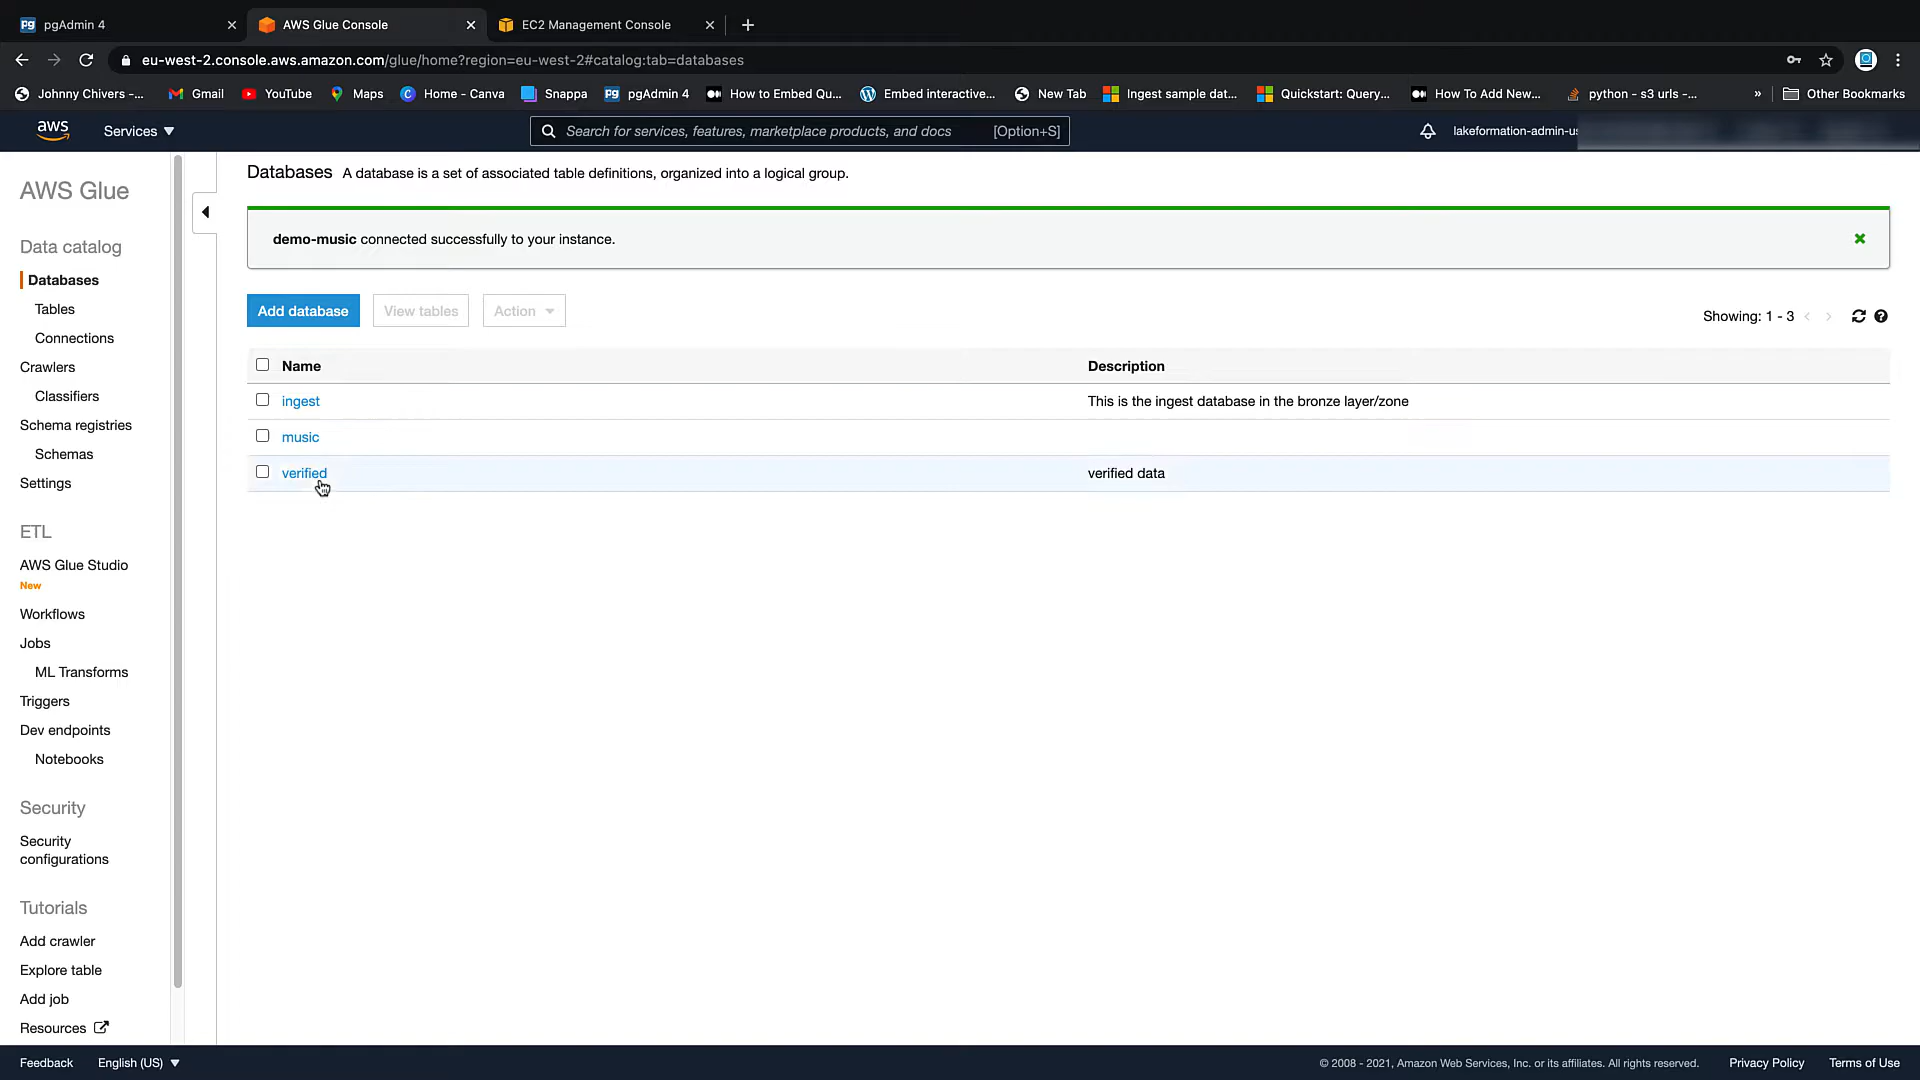 pgAdmin 4
AWS Glue Console
EC2 Management Console
eu-west-2.console.aws.amazon.com/glue/home?region=eu-west-2#catalog:tab=databases
Johnny Chivers -... Gmail YouTube Maps Home - Canva Snappa pgAdmin 4 How to Embed Qu... Embed interactive... New Tab Ingest sample dat... Quickstart: Query,... How To Add New... python - s3 urls -... » Other Bookmarks
aws Services Search for services, features, marketplace products, and docs [Option+S] lakeformation-admin-us
AWS Glue
Data catalog
Databases
Tables
Connections
Crawlers
Classifiers
Schema registries
Schemas
Settings
ETL
AWS Glue Studio
New
Workflows
Jobs
ML Transforms
Triggers
Dev endpoints
Notebooks
Security
Security
configurations
Tutorials
Add crawler
Explore table
Add job
Resources
Databases A database is a set of associated table definitions, organized into a logical group.
demo-music connected successfully to your instance.
Add database View tables Action
Showing: 1 - 3
Name Description
ingest This is the ingest database in the bronze layer/zone
music
verified verified data
Feedback English (US) © 2008 - 2021, Amazon Web Services, Inc. or its affiliates. All rights reserved. Privacy Policy Terms of Use